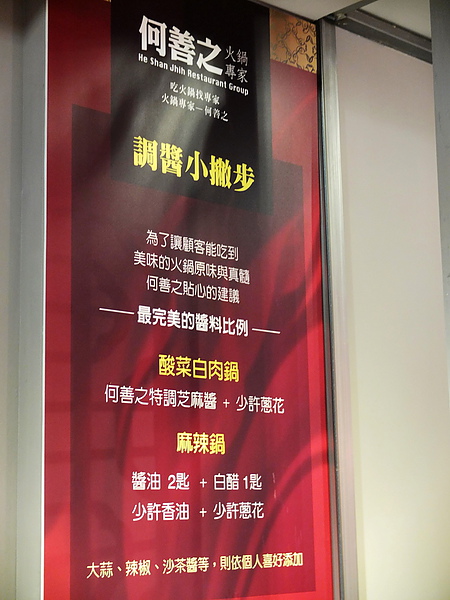 何善之 火鍋專家
He Shan Jhih Restaurant Group
吃火鍋找專家
火鍋專家－何善之
調醬小撇步
為了讓顧客能吃到
美味的火鍋原味與真髓
何善之貼心的建議
最完美的醬料比例
酸菜白肉鍋
何善之特調芝麻醬 + 少許蔥花
麻辣鍋
醬油 2匙 + 白醋1匙
少許香油 + 少許蔥花
大蒜、辣椒、沙茶醬等，則依個人喜好添加